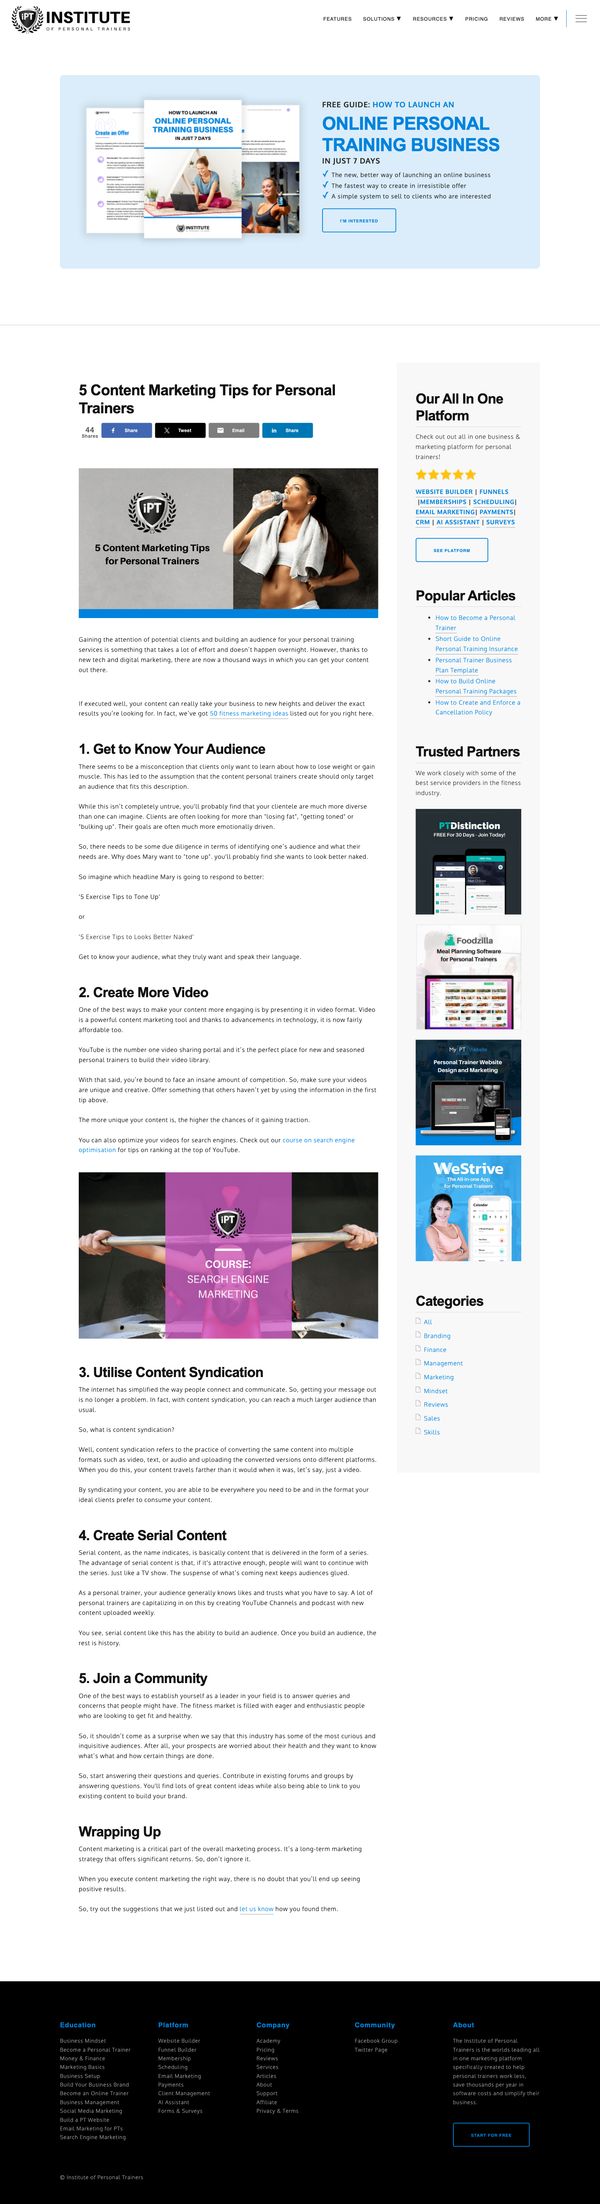 iPT INSTITUTE
OF PERSONAL TRAINERS
FEATURES SOLUTIONS ▼ RESOURCES ▼ PRICING REVIEWS MORE ▼
Create an Offer
HOW TO LAUNCH AN
ONLINE PERSONAL
TRAINING BUSINESS
IN JUST 7 DAYS
INSTITUTE
FREE GUIDE: HOW TO LAUNCH AN
ONLINE PERSONAL
TRAINING BUSINESS
IN JUST 7 DAYS
✓ The new, better way of launching an online business
✓ The fastest way to create in irresistible offer
✓ A simple system to sell to clients who are interested
I'M INTERESTED
5 Content Marketing Tips for Personal
Trainers
44
Shares
Share
Tweet
Email
Share
iPT
5 Content Marketing Tips
for Personal Trainers
Gaining the attention of potential clients and building an audience for your personal training
services is something that takes a lot of effort and doesn't happen overnight. However, thanks to
new tech and digital marketing, there are now a thousand ways in which you can get your content
out there.
If executed well, your content can really take your business to new heights and deliver the exact
results you're looking for. In fact, we've got 50 fitness marketing ideas listed out for you right here.
1. Get to Know Your Audience
There seems to be a misconception that clients only want to learn about how to lose weight or gain
muscle. This has led to the assumption that the content personal trainers create should only target
an audience that fits this description.
While this isn't completely untrue, you'll probably find that your clientele are much more diverse
than one can imagine. Clients are often looking for more than "losing fat", "getting toned" or
"bulking up". Their goals are often much more emotionally driven.
So, there needs to be some due diligence in terms of identifying one's audience and what their
needs are. Why does Mary want to "tone up". you'll probably find she wants to look better naked.
So imagine which headline Mary is going to respond to better:
'5 Exercise Tips to Tone Up'
or
'5 Exercise Tips to Looks Better Naked'
Get to know your audience, what they truly want and speak their language.
2. Create More Video
One of the best ways to make your content more engaging is by presenting it in video format. Video
is a powerful content marketing tool and thanks to advancements in technology, it is now fairly
affordable too.
YouTube is the number one video sharing portal and it's the perfect place for new and seasoned
personal trainers to build their video library.
With that said, you're bound to face an insane amount of competition. So, make sure your videos
are unique and creative. Offer something that others haven't yet by using the information in the first
tip above.
The more unique your content is, the higher the chances of it gaining traction.
You can also optimize your videos for search engines. Check out our course on search engine
optimisation for tips on ranking at the top of YouTube.
iPT
COURSE:
SEARCH ENGINE
MARKETING
3. Utilise Content Syndication
The internet has simplified the way people connect and communicate. So, getting your message out
is no longer a problem. In fact, with content syndication, you can reach a much larger audience than
usual.
So, what is content syndication?
Well, content syndication refers to the practice of converting the same content into multiple
formats such as video, text, or audio and uploading the converted versions onto different platforms.
When you do this, your content travels farther than it would when it was, let's say, just a video.
By syndicating your content, you are able to be everywhere you need to be and in the format your
ideal clients prefer to consume your content.
4. Create Serial Content
Serial content, as the name indicates, is basically content that is delivered in the form of a series.
The advantage of serial content is that, if it's attractive enough, people will want to continue with
the series. Just like a TV show. The suspense of what's coming next keeps audiences glued.
As a personal trainer, your audience generally knows likes and trusts what you have to say. A lot of
personal trainers are capitalizing in on this by creating YouTube Channels and podcast with new
content uploaded weekly.
You see, serial content like this has the ability to build an audience. Once you build an audience, the
rest is history.
5. Join a Community
One of the best ways to establish yourself as a leader in your field is to answer queries and
concerns that people might have. The fitness market is filled with eager and enthusiastic people
who are looking to get fit and healthy.
So, it shouldn't come as a surprise when we say that this industry has some of the most curious and
inquisitive audiences. After all, your prospects are worried about their health and they want to know
what's what and how certain things are done.
So, start answering their questions and queries. Contribute in existing forums and groups by
answering questions. You'll find lots of great content ideas while also being able to link to you
existing content to build your brand.
Wrapping Up
Content marketing is a critical part of the overall marketing process. It's a long-term marketing
strategy that offers significant returns. So, don't ignore it.
When you execute content marketing the right way, there is no doubt that you'll end up seeing
positive results.
So, try out the suggestions that we just listed out and let us know how you found them.
Our All In One
Platform
Check out out all in one business &
marketing platform for personal
trainers!
WEBSITE BUILDER | FUNNELS
|MEMBERSHIPS | SCHEDULING|
EMAIL MARKETING| PAYMENTS|
CRM | AI ASSISTANT | SURVEYS
SEE PLATFORM
Popular Articles
How to Become a Personal
Trainer
Short Guide to Online
Personal Training Insurance
Personal Trainer Business
Plan Template
How to Build Online
Personal Training Packages
How to Create and Enforce a
Cancellation Policy
Trusted Partners
We work closely with some of the
best service providers in the fitness
industry.
PTDistinction
FREE For 30 Days - Join Today!
Foodzilla
Meal Planning Software
for Personal Trainers
My PT Website
Personal Trainer Website
Design and Marketing
WeStrive
The All-in-one App
for Personal Trainers
Calendar
Categories
All
Branding
Finance
Management
Marketing
Mindset
Reviews
Sales
Skills
Education
Business Mindset
Become a Personal Trainer
Money & Finance
Marketing Basics
Business Setup
Build Your Business Brand
Become an Online Trainer
Business Management
Social Media Marketing
Build a PT Website
Email Marketing for PTs
Search Engine Marketing
Platform
Website Builder
Funnel Builder
Membership
Scheduling
Email Marketing
Payments
Client Management
AI Assistant
Forms & Surveys
Company
Academy
Pricing
Reviews
Services
Articles
About
Support
Affiliate
Privacy & Terms
Community
Facebook Group
Twitter Page
About
The Institute of Personal
Trainers is the worlds leading all
in one marketing platform
specifically created to help
personal trainers work less,
save thousands per year in
software costs and simplify their
business.
START FOR FREE
© Institute of Personal Trainers